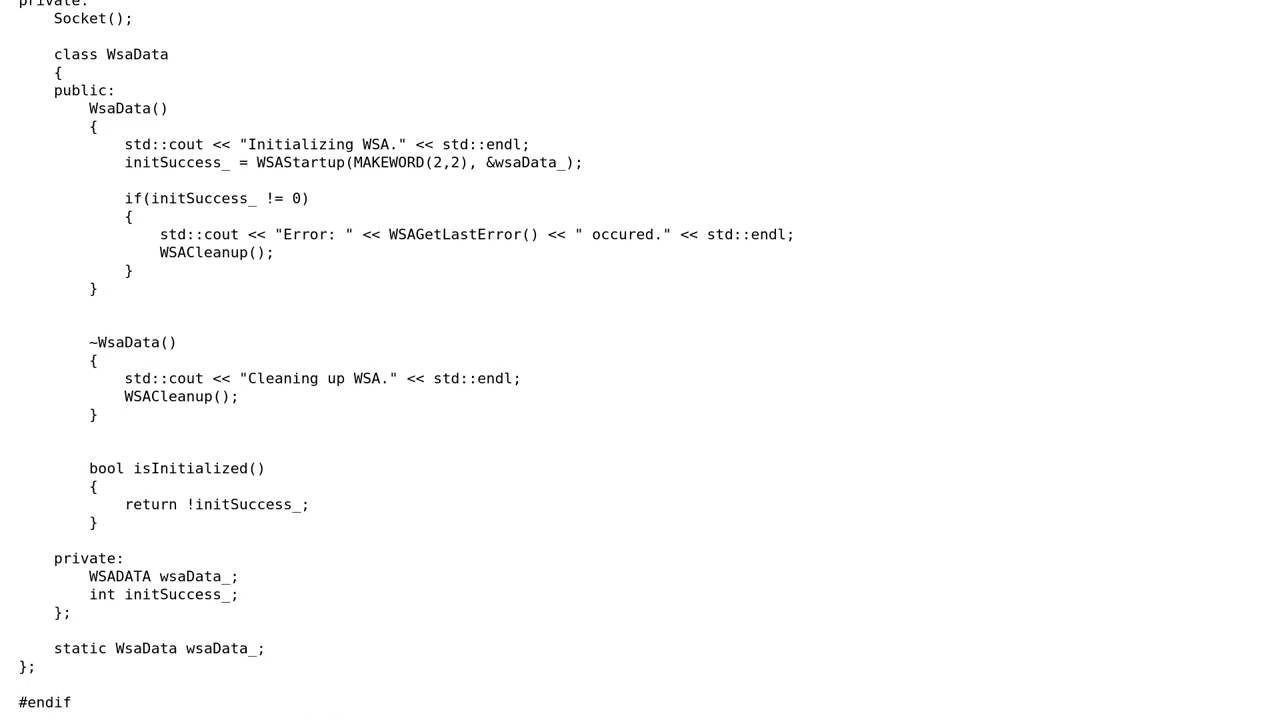 private:
    Socket();

    class WsaData
    {
    public:
        WsaData()
        {
            std::cout << "Initializing WSA." << std::endl;
            initSuccess_ = WSAStartup(MAKEWORD(2,2), &wsaData_);

            if(initSuccess_ != 0)
            {
                std::cout << "Error: " << WSAGetLastError() << " occured." << std::endl;
                WSACleanup();
            }
        }


        ~WsaData()
        {
            std::cout << "Cleaning up WSA." << std::endl;
            WSACleanup();
        }


        bool isInitialized()
        {
            return !initSuccess_;
        }

    private:
        WSADATA wsaData_;
        int initSuccess_;
    };

    static WsaData wsaData_;
};

#endif